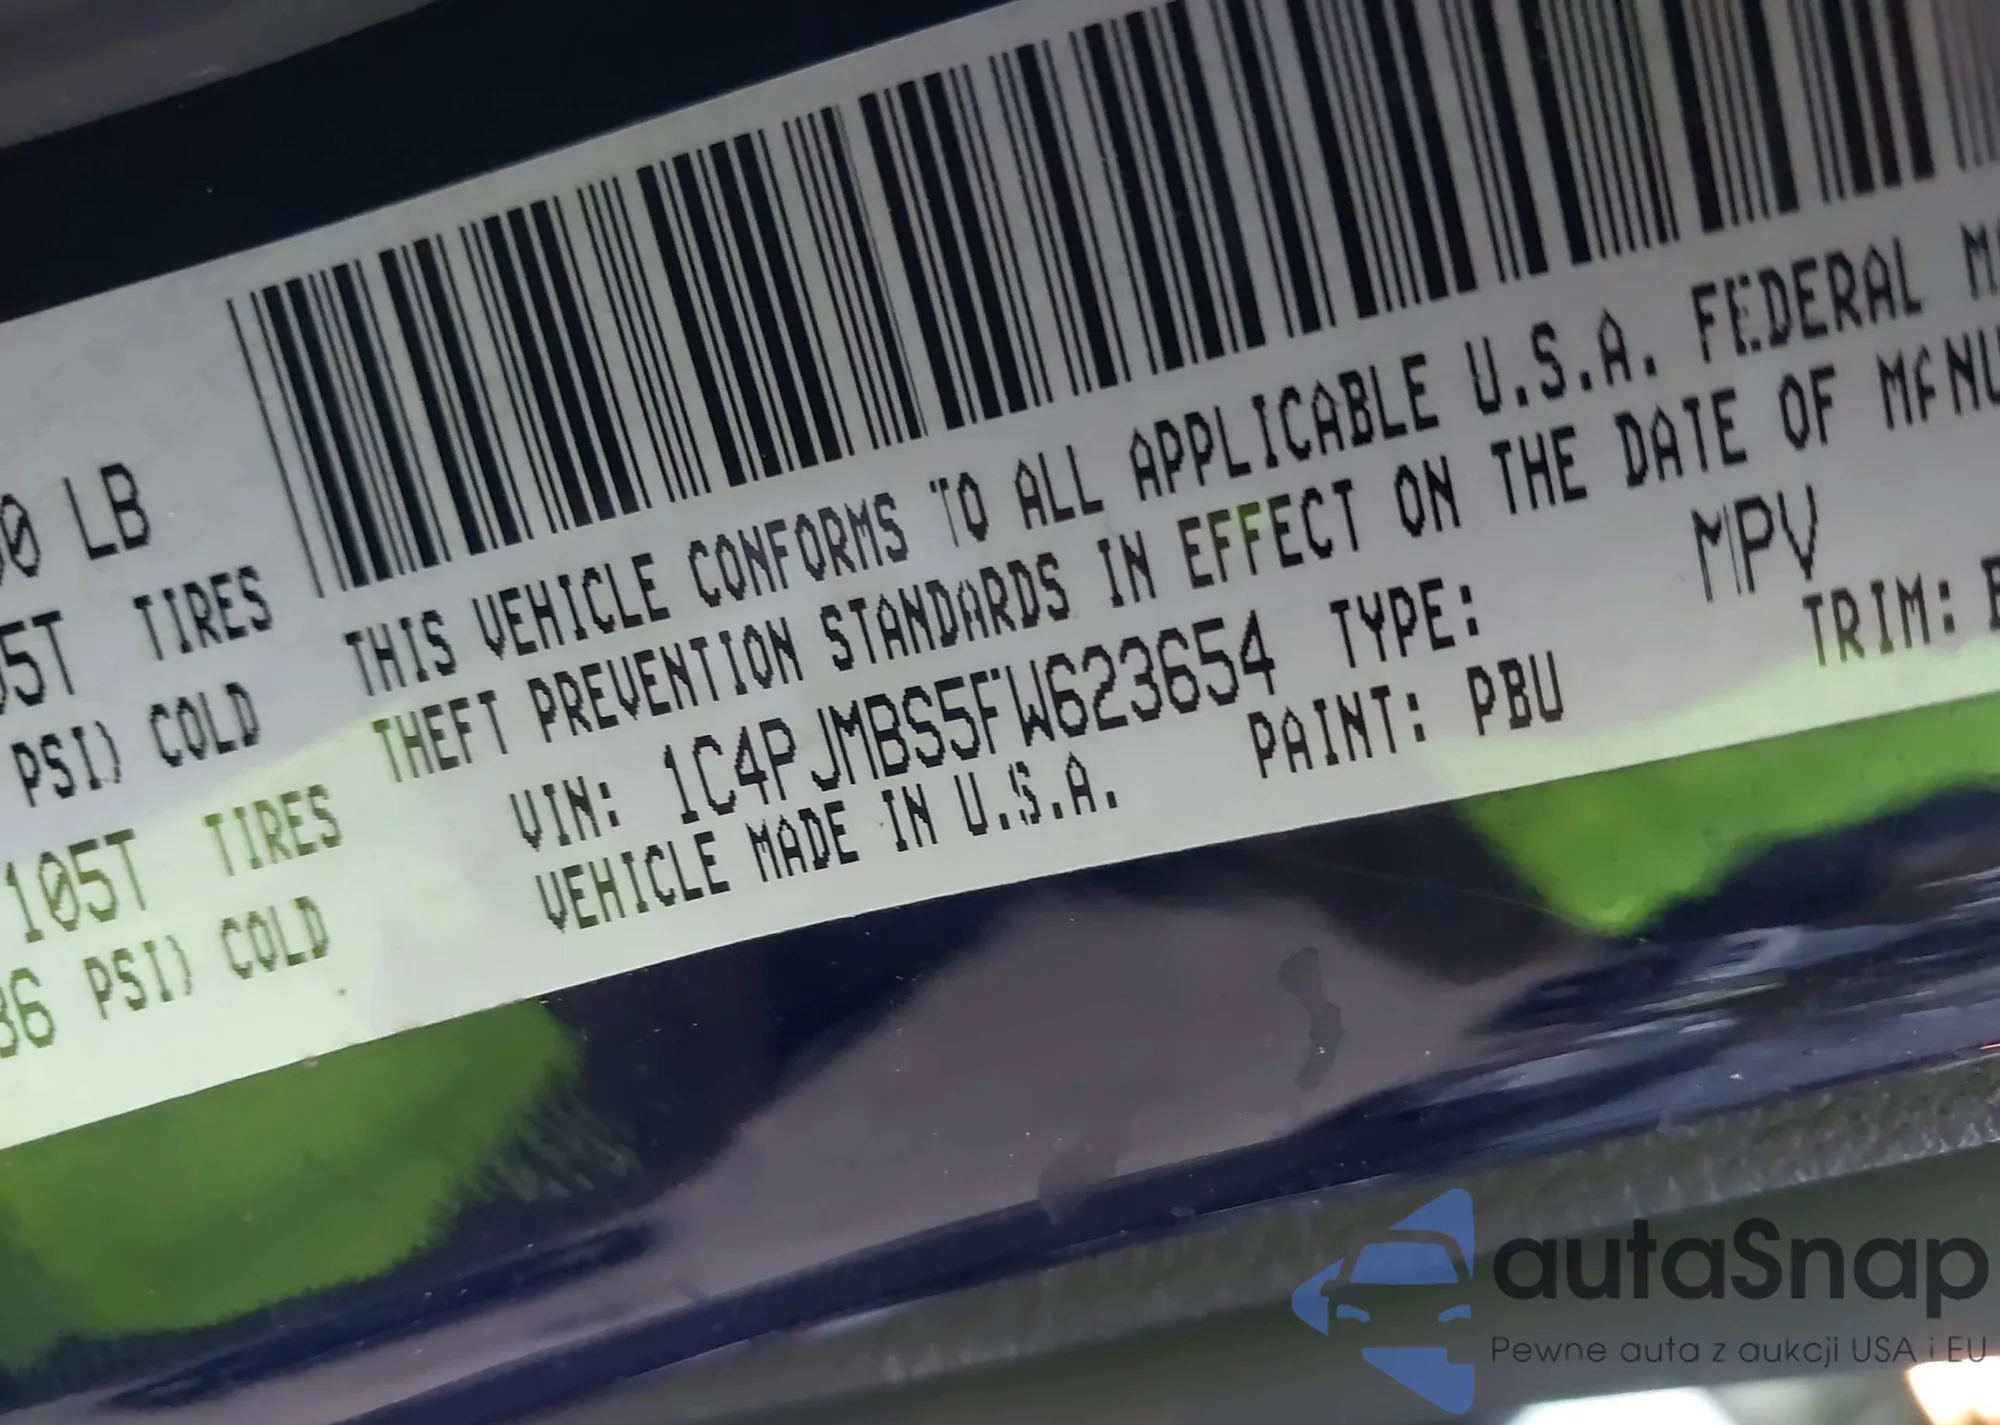 0 LB
5T TIRES
PSI) COLD
105T TIRES
36 PSI) COLD
THIS VEHICLE CONFORMS TO ALL APPLICABLE U.S.A. FEDERAL M
THEFT PREVENTION STANDARDS IN EFFECT ON THE DATE OF MANU
VIN: 1C4PJMBS5FW623654 TYPE: MPV
VEHICLE MADE IN U.S.A. PAINT: PBU TRIM:
autaSnap
Pewne auta z aukcji USA i EU